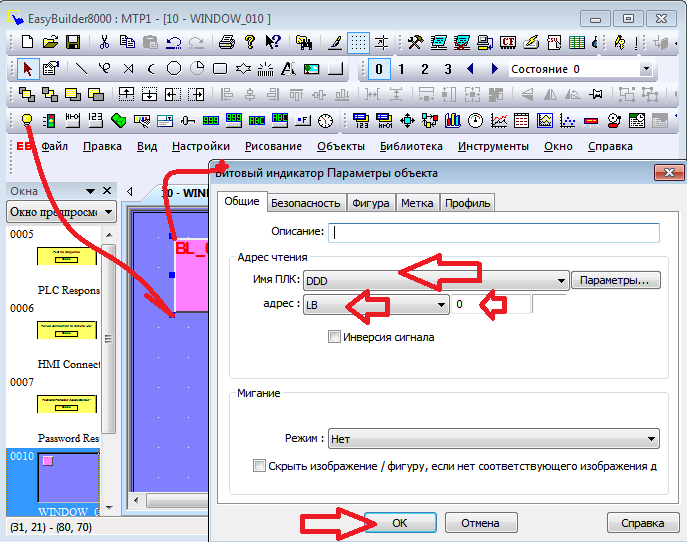 EasyBuilder8000 : MTP1 - [10 - WINDOW_010 ]
0 1 2 3 Состояние 0
EB Файл Правка Вид Настройки Рисование Объекты Библиотека Инструменты Окно Справка
Окна
Окно предпросмо
10 - WIN
0005
PLC Respons
0006
HMI Connect
0007
Password Res
0010
WINDOW_0
BL_0
(31, 21) - (80, 70)
Битовый индикатор Параметры объекта
Общие Безопасность Фигура Метка Профиль
Описание:
Адрес чтения
Имя ПЛК: DDD Параметры...
адрес : LB 0
Инверсия сигнала
Мигание
Режим : Нет
Скрыть изображение / фигуру, если нет соответствующего изображения д
OK Отмена Справка